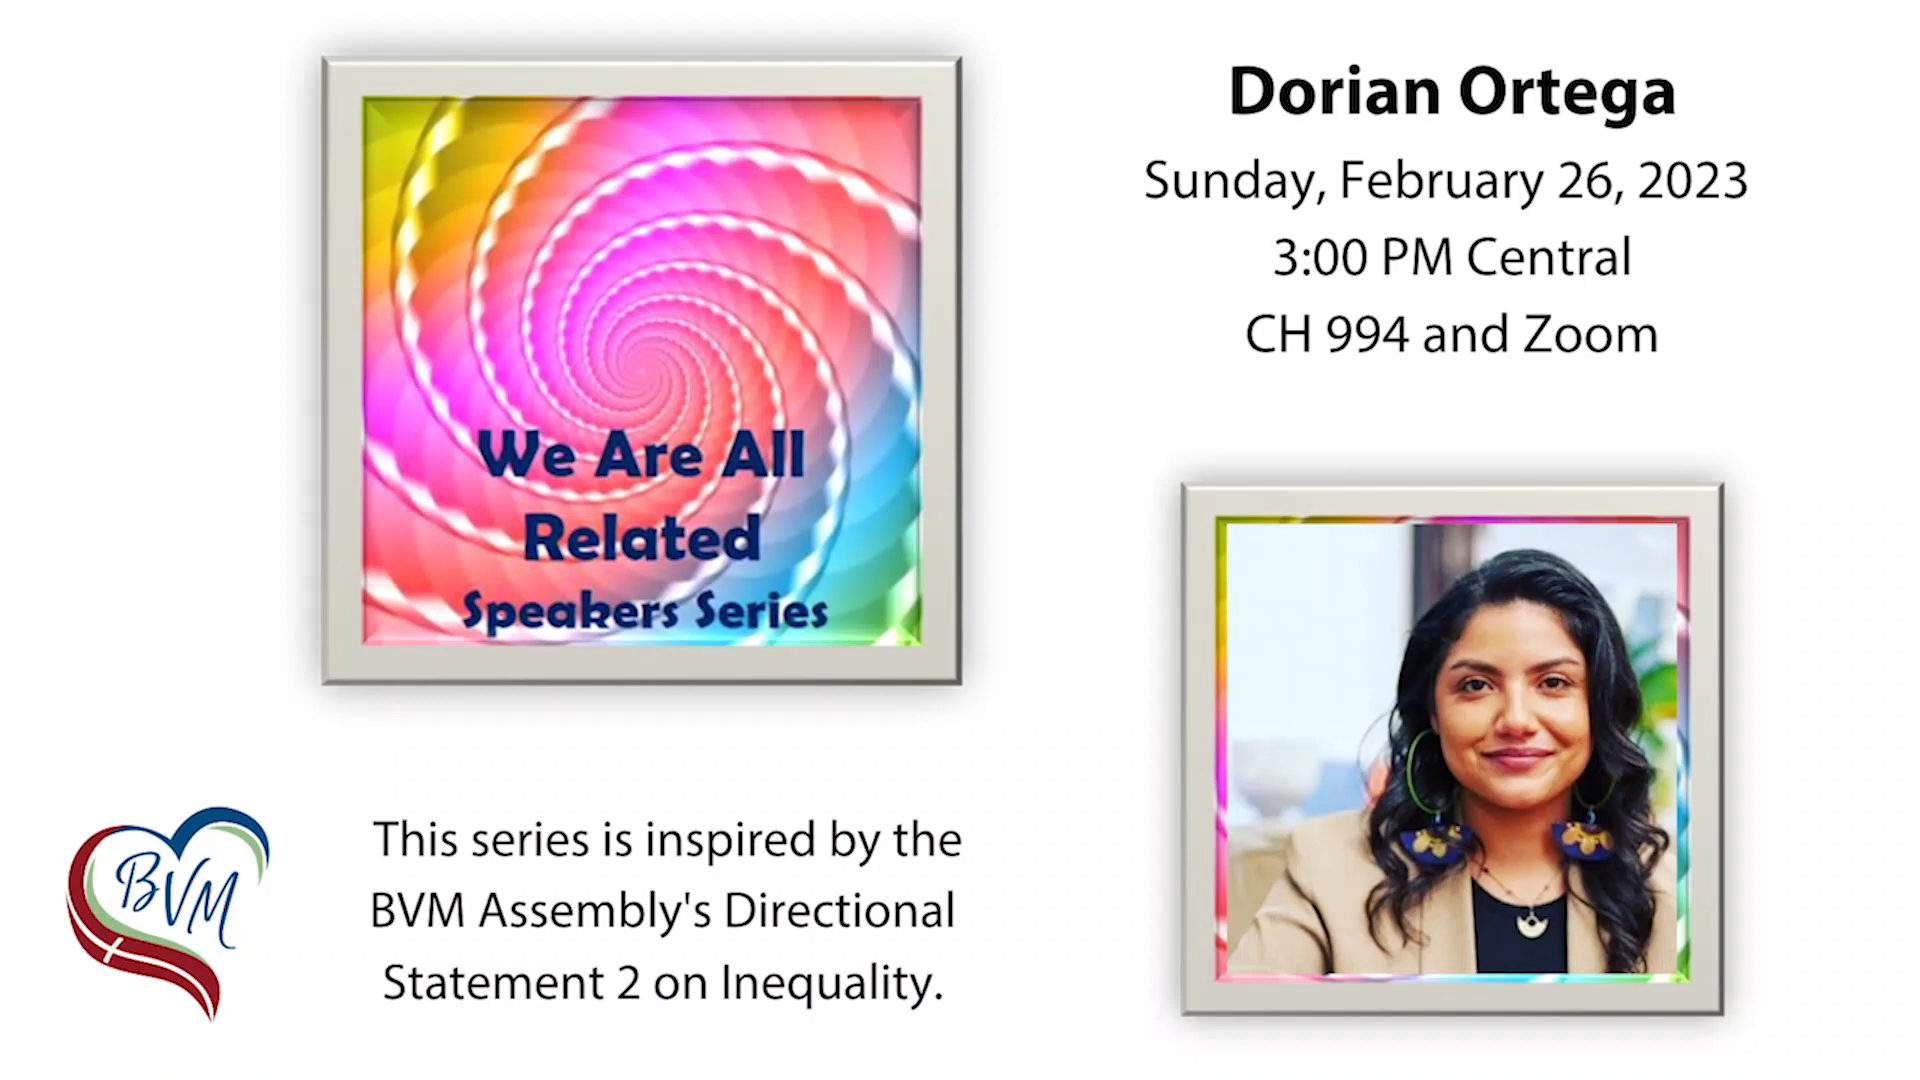 We Are All
Related
Speakers Series
Dorian Ortega
Sunday, February 26, 2023
3:00 PM Central
CH 994 and Zoom
BVM
This series is inspired by the
BVM Assembly's Directional
Statement 2 on Inequality.